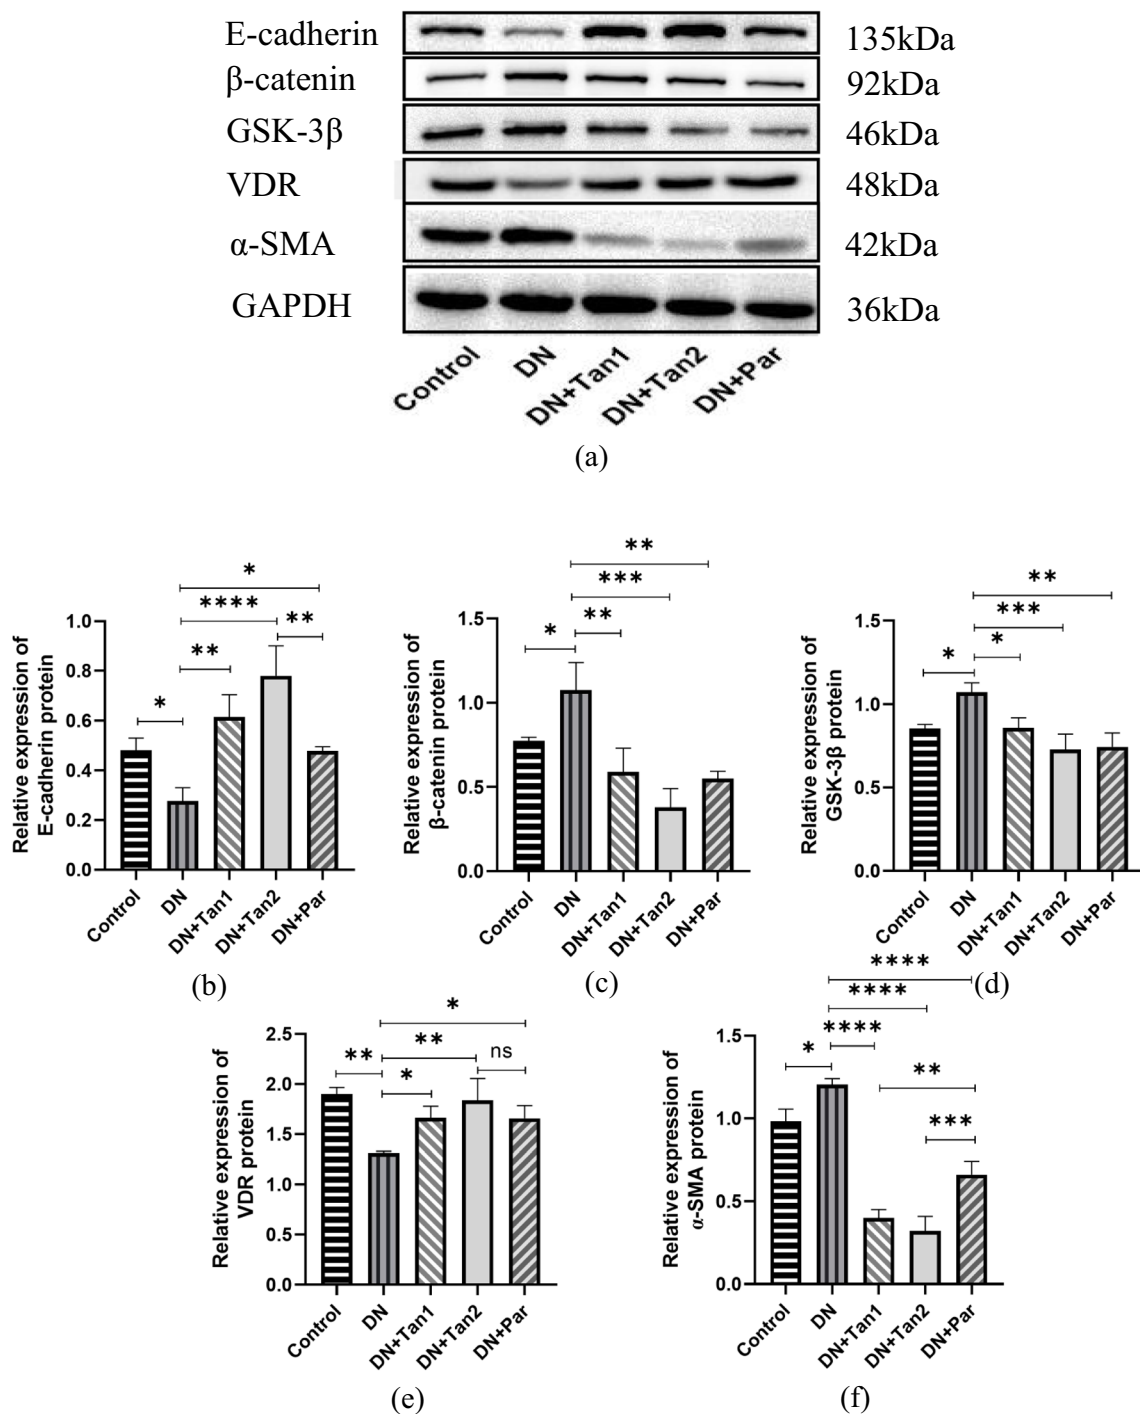 E-cadherin 135kDa
β-catenin 92kDa
GSK-3β 46kDa
VDR 48kDa
α-SMA 42kDa
GAPDH 36kDa
Control DN DN+Tan1 DN+Tan2 DN+Par
(a)
Relative expression of
E-cadherin protein
1.0
0.8
0.6
0.4
0.2
0.0
*
****
**
**
*
Control DN DN+Tan1 DN+Tan2 DN+Par
(b)
Relative expression of
β-catenin protein
1.5
1.0
0.5
0.0
**
***
**
*
Control DN DN+Tan1 DN+Tan2 DN+Par
(c)
Relative expression of
GSK-3β protein
1.5
1.0
0.5
0.0
**
***
*
*
Control DN DN+Tan1 DN+Tan2 DN+Par
(d)
Relative expression of
VDR protein
2.5
2.0
1.5
1.0
0.5
0.0
*
**
ns
**
*
Control DN DN+Tan1 DN+Tan2 DN+Par
(e)
Relative expression of
α-SMA protein
1.5
1.0
0.5
0.0
****
****
****
*
**
***
Control DN DN+Tan1 DN+Tan2 DN+Par
(f)